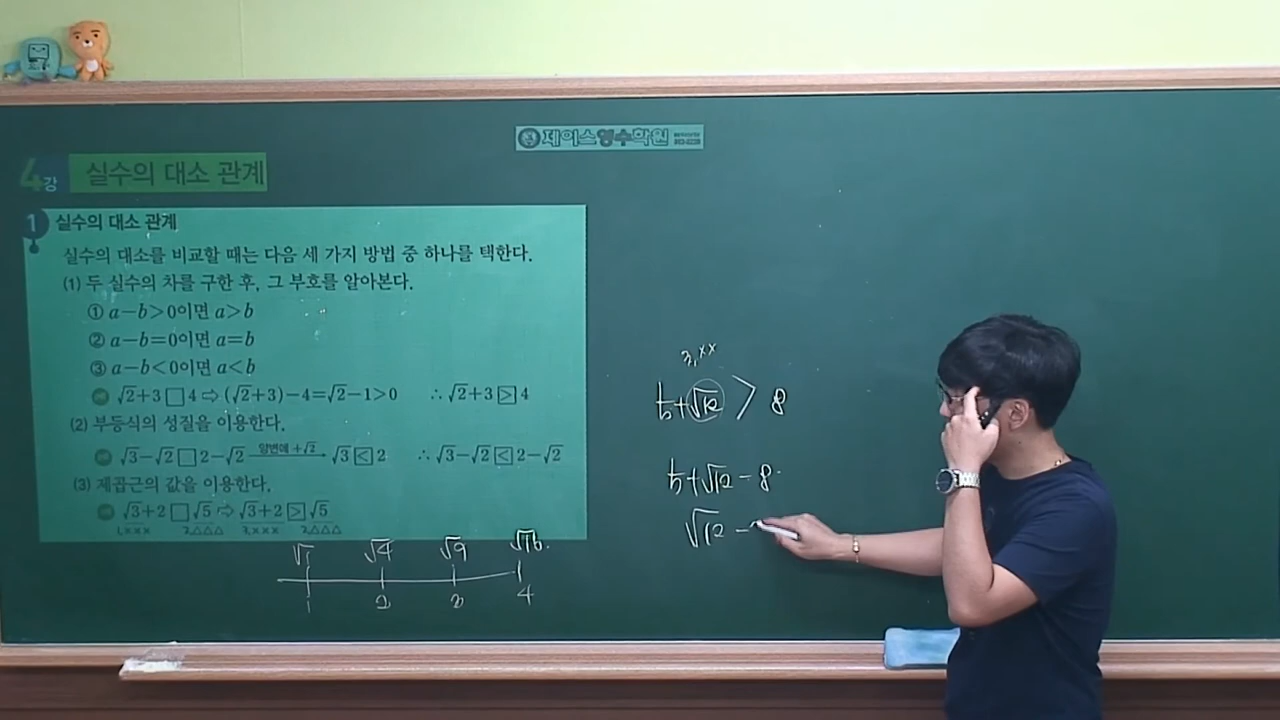 제이스영수학원
4강 실수의 대소 관계
1 실수의 대소 관계
실수의 대소를 비교할 때는 다음 세 가지 방법 중 하나를 택한다.
(1) 두 실수의 차를 구한 후, 그 부호를 알아본다.
① a−b>0이면 a>b
② a−b=0이면 a=b
③ a−b<0이면 a<b
√2+3 □ 4 ⇨ (√2+3)−4=√2−1>0 ∴ √2+3 > 4
(2) 부등식의 성질을 이용한다.
√3−√2 □ 2−√2 양변에 +√2 → √3 < 2 ∴ √3−√2 < 2−√2
(3) 제곱근의 값을 이용한다.
√3+2 □ √5 ⇨ √3+2 > √5
1.××× 2.△△△ 3.××× 2.△△△
√1 √4 √9 √16.
1 2 3 4
3.××
5+√12 > 8
5+√12 − 8
√12 −